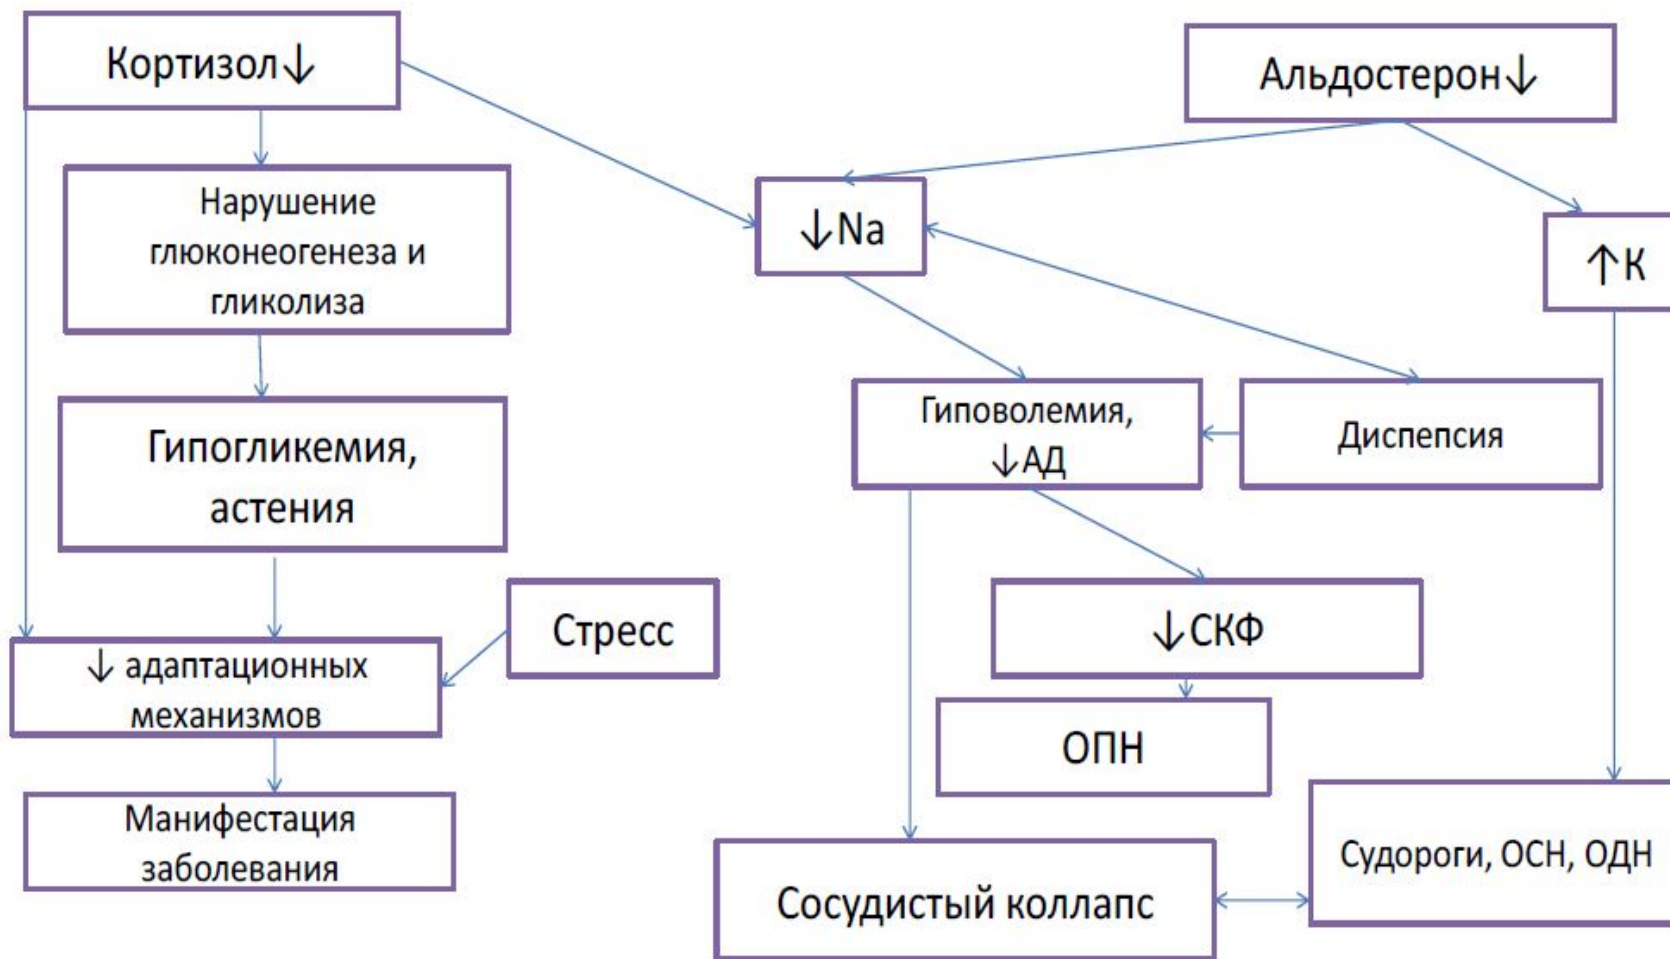 Кортизол↓
Альдостерон↓
Нарушение
глюконеогенеза и
гликолиза
↓Na
↑К
Гипогликемия,
астения
Гиповолемия,
↓АД
Диспепсия
Стресс
↓СКФ
↓ адаптационных
механизмов
ОПН
Манифестация
заболевания
Судороги, ОСН, ОДН
Сосудистый коллапс